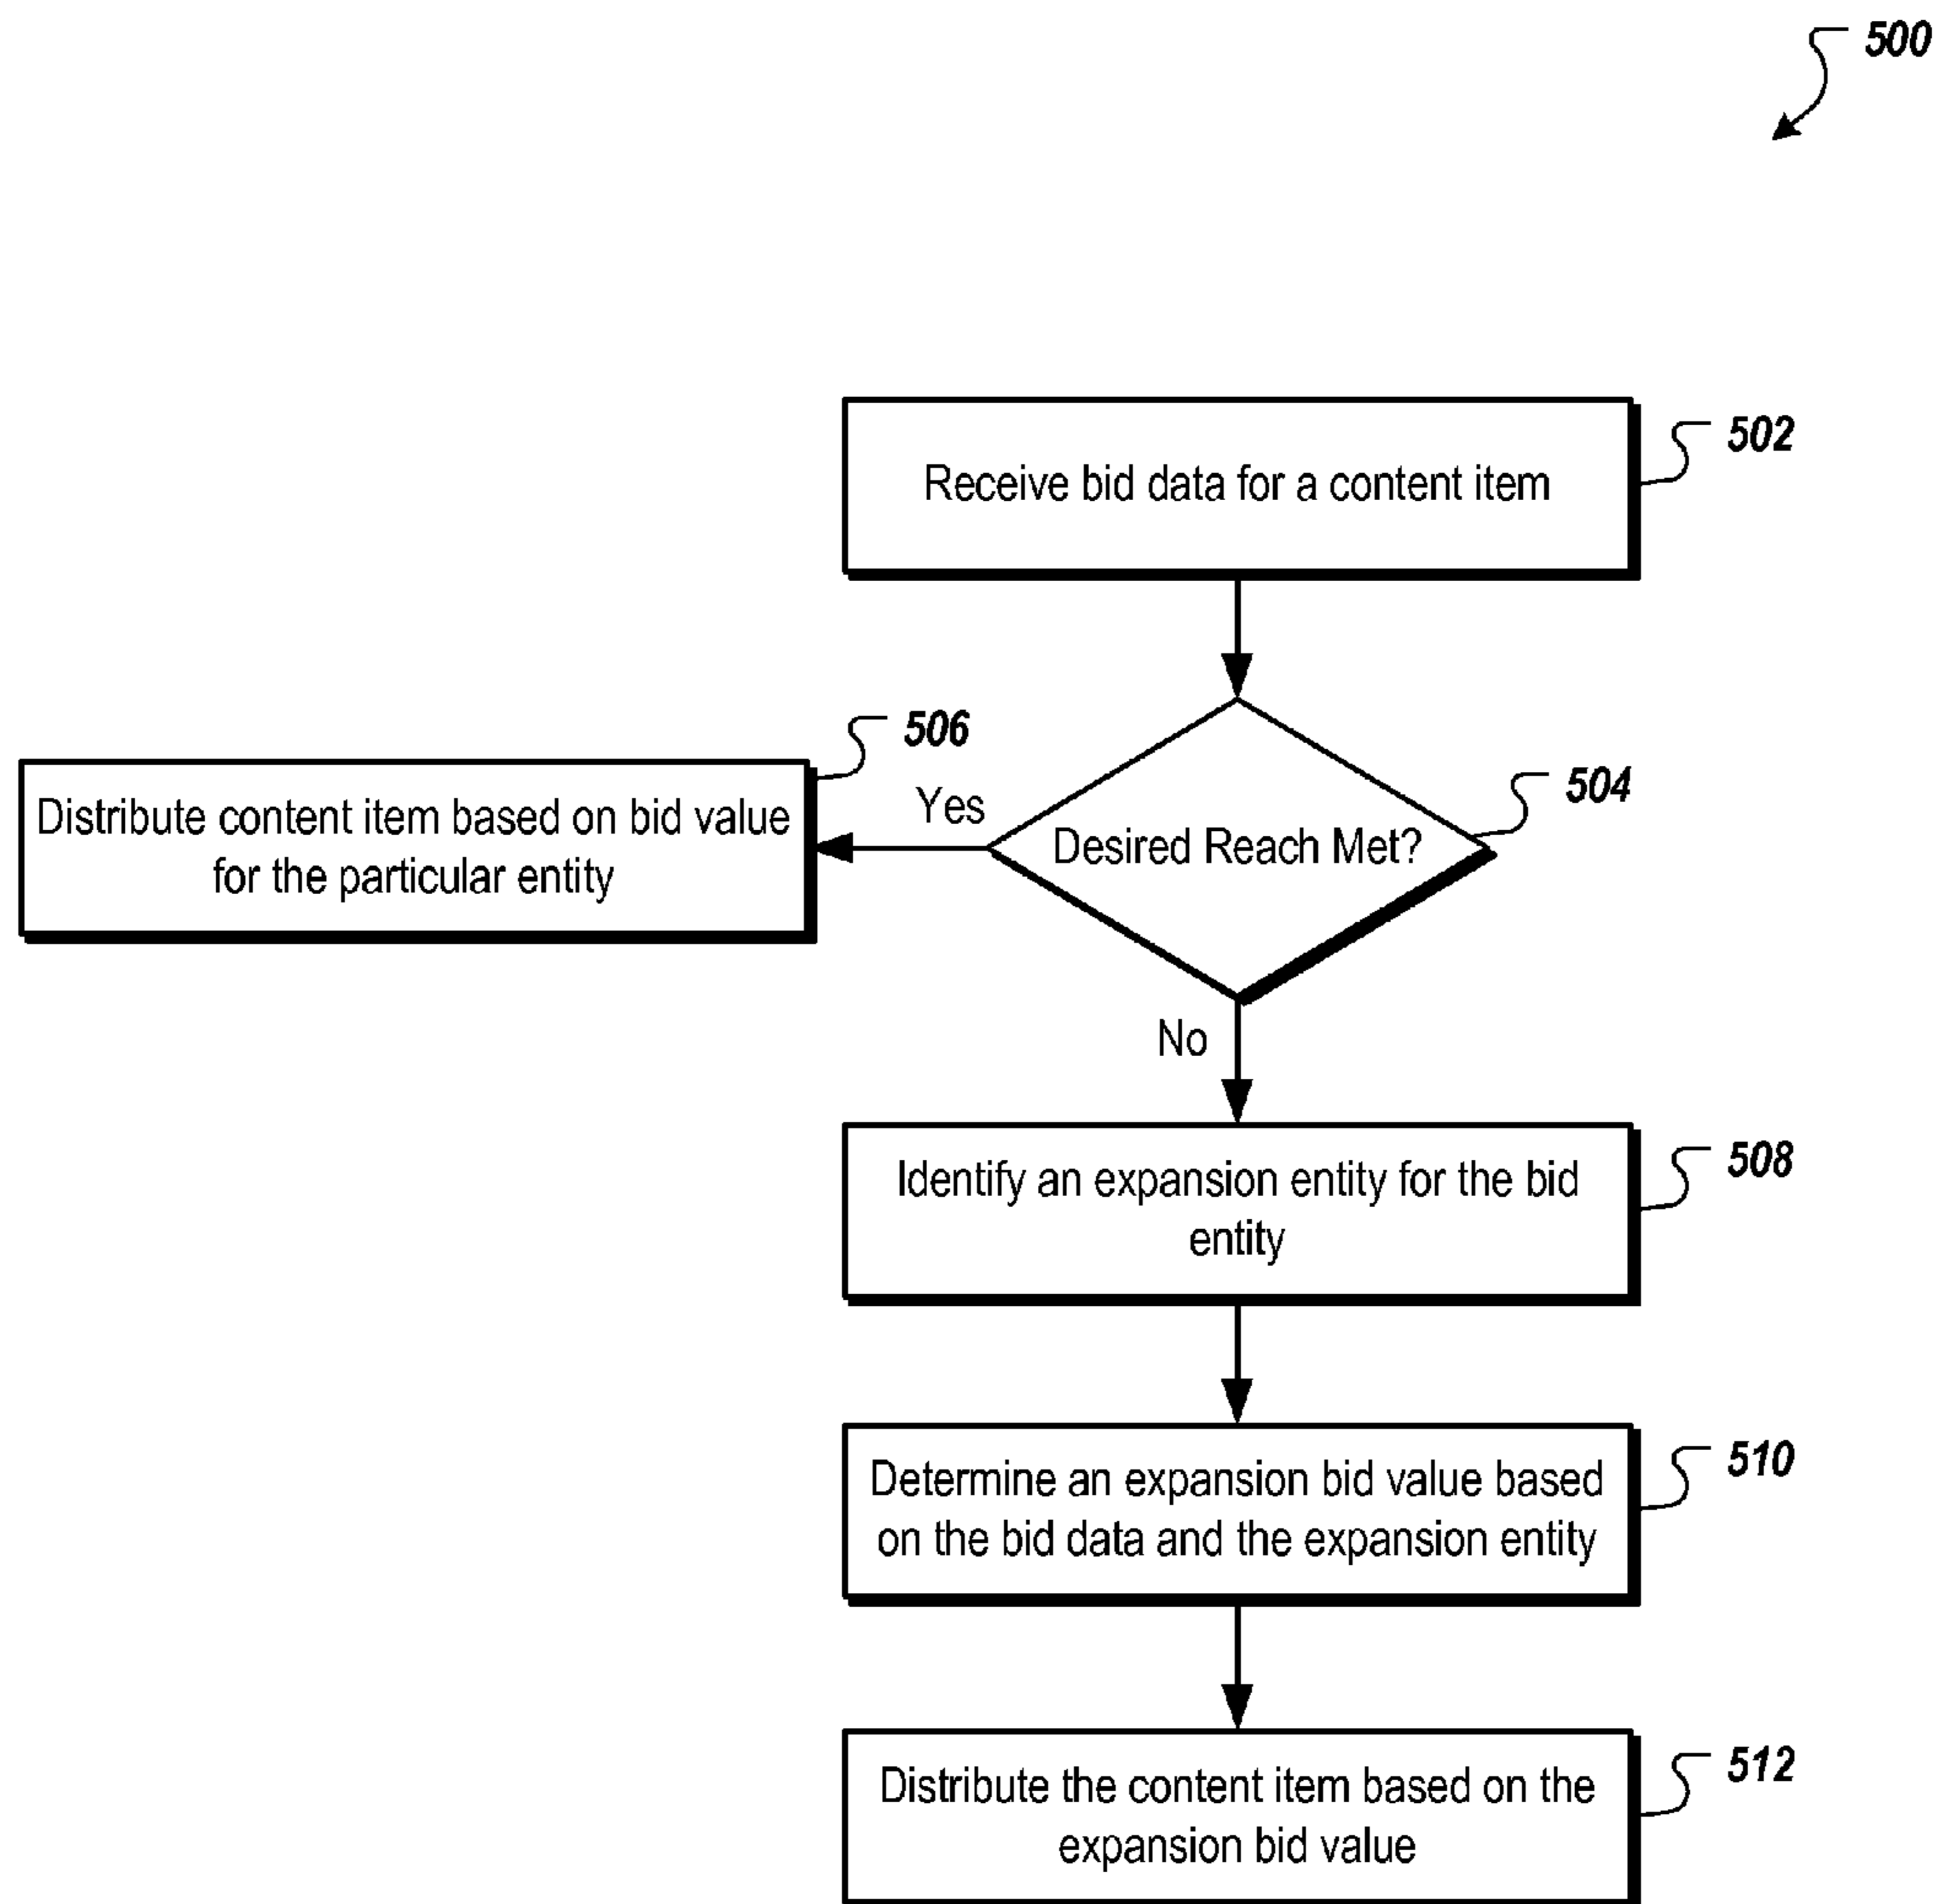 500
Receive bid data for a content item
502
506
Distribute content item based on bid value
for the particular entity
Yes
Desired Reach Met?
504
No
Identify an expansion entity for the bid
entity
508
Determine an expansion bid value based
on the bid data and the expansion entity
510
Distribute the content item based on the
expansion bid value
512